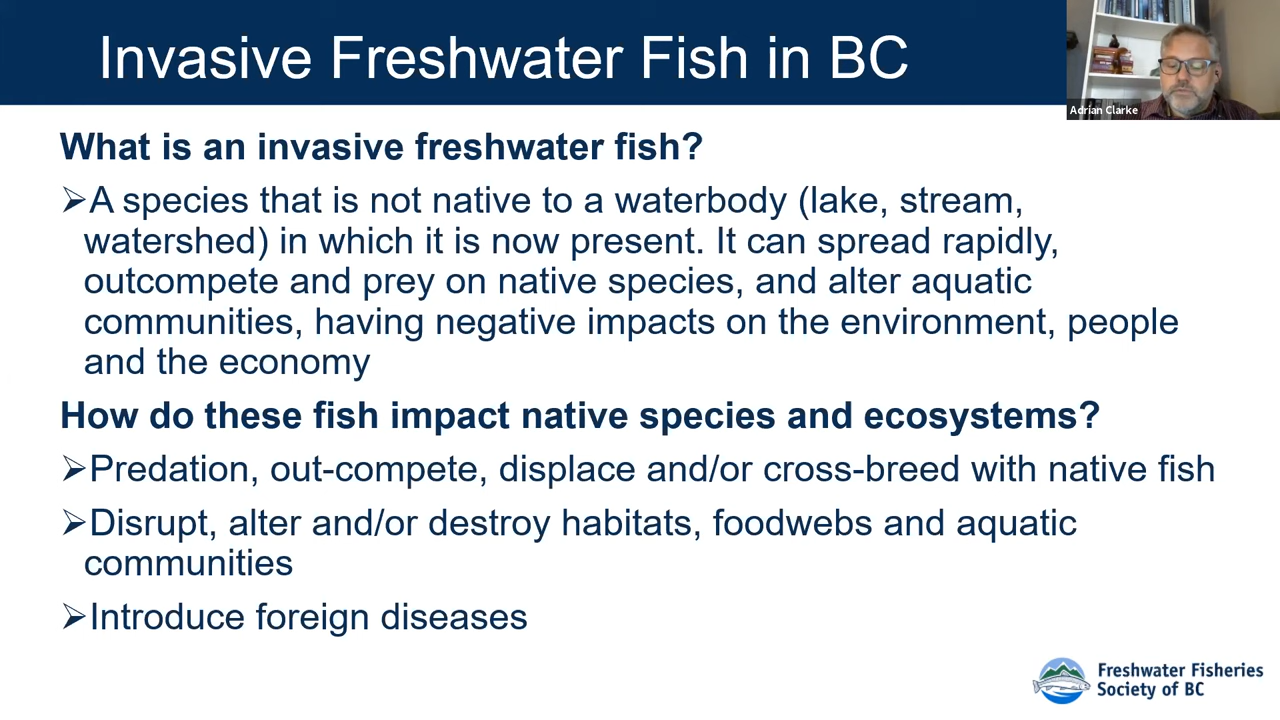 Invasive Freshwater Fish in BC
Adrian Clarke
What is an invasive freshwater fish?
➢A species that is not native to a waterbody (lake, stream,
watershed) in which it is now present. It can spread rapidly,
outcompete and prey on native species, and alter aquatic
communities, having negative impacts on the environment, people
and the economy
How do these fish impact native species and ecosystems?
➢Predation, out-compete, displace and/or cross-breed with native fish
➢Disrupt, alter and/or destroy habitats, foodwebs and aquatic
communities
➢Introduce foreign diseases
Freshwater Fisheries
Society of BC